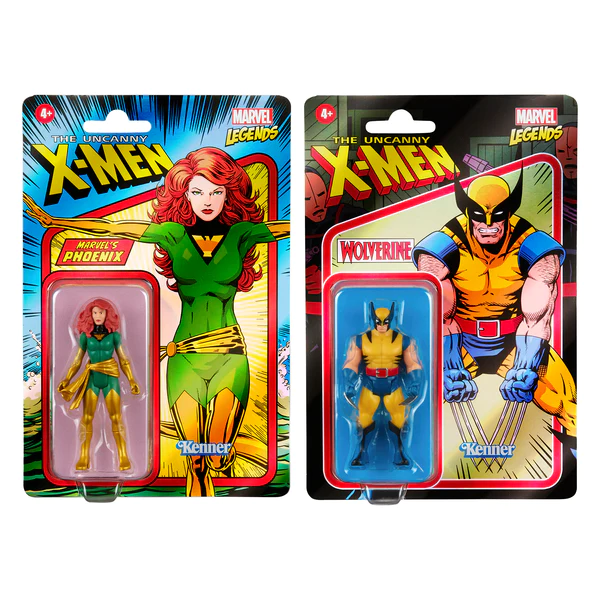 4+
MARVEL
LEGENDS
THE UNCANNY
X-MEN
MARVEL'S
PHOENIX
Kenner
4+
MARVEL
LEGENDS
THE UNCANNY
X-MEN
WOLVERINE
Kenner